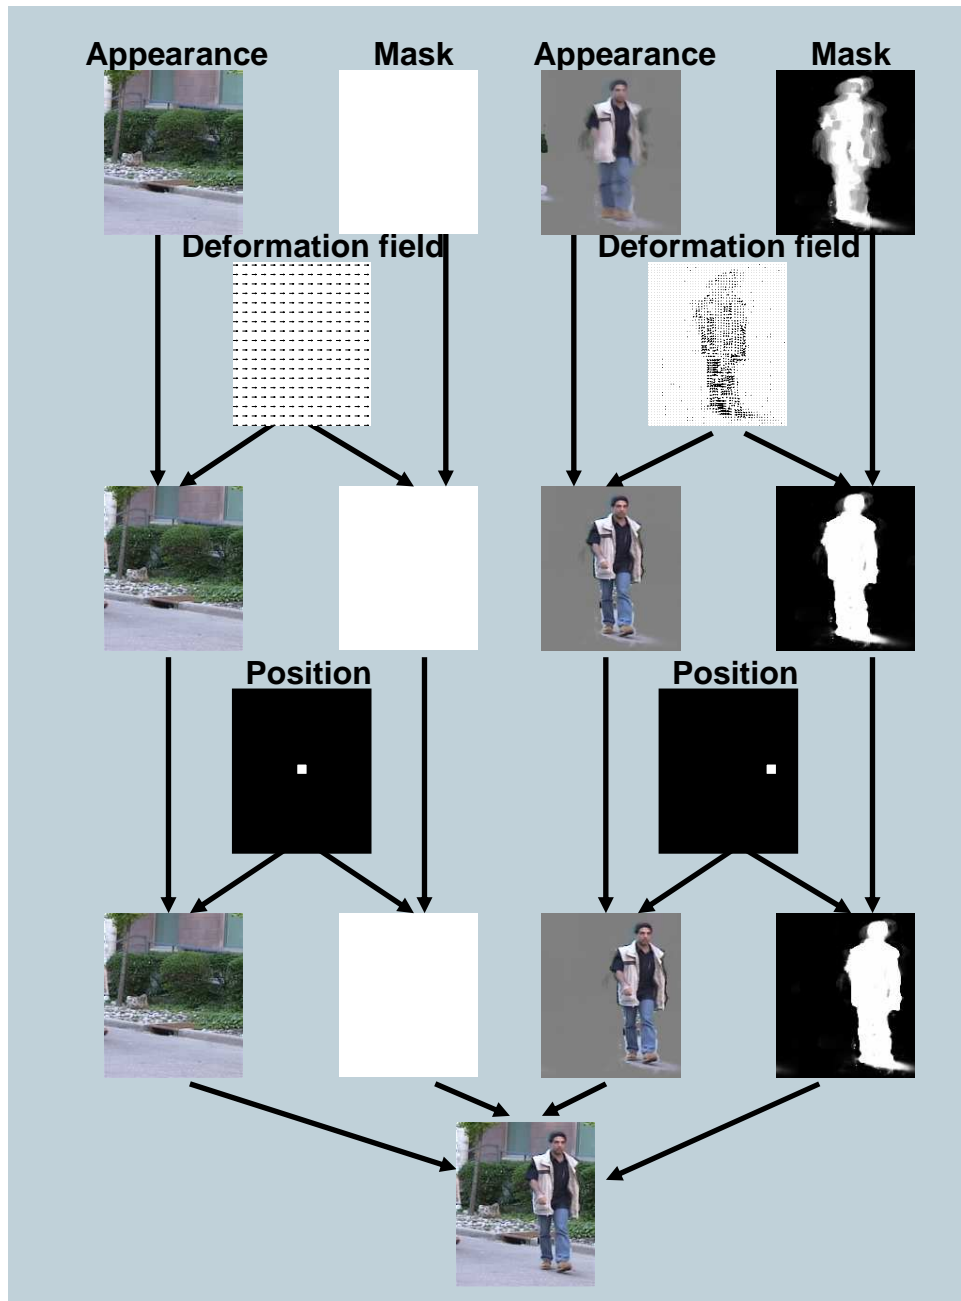 Appearance Mask Appearance Mask
Deformation field Deformation field
Position Position